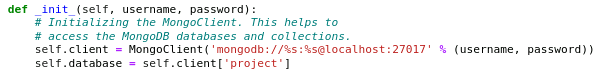 def _init_(self, username, password):
    # Initializing the MongoClient. This helps to
    # access the MongoDB databases and collections.
    self.client = MongoClient('mongodb://%s:%s@localhost:27017' % (username, password))
    self.database = self.client['project']